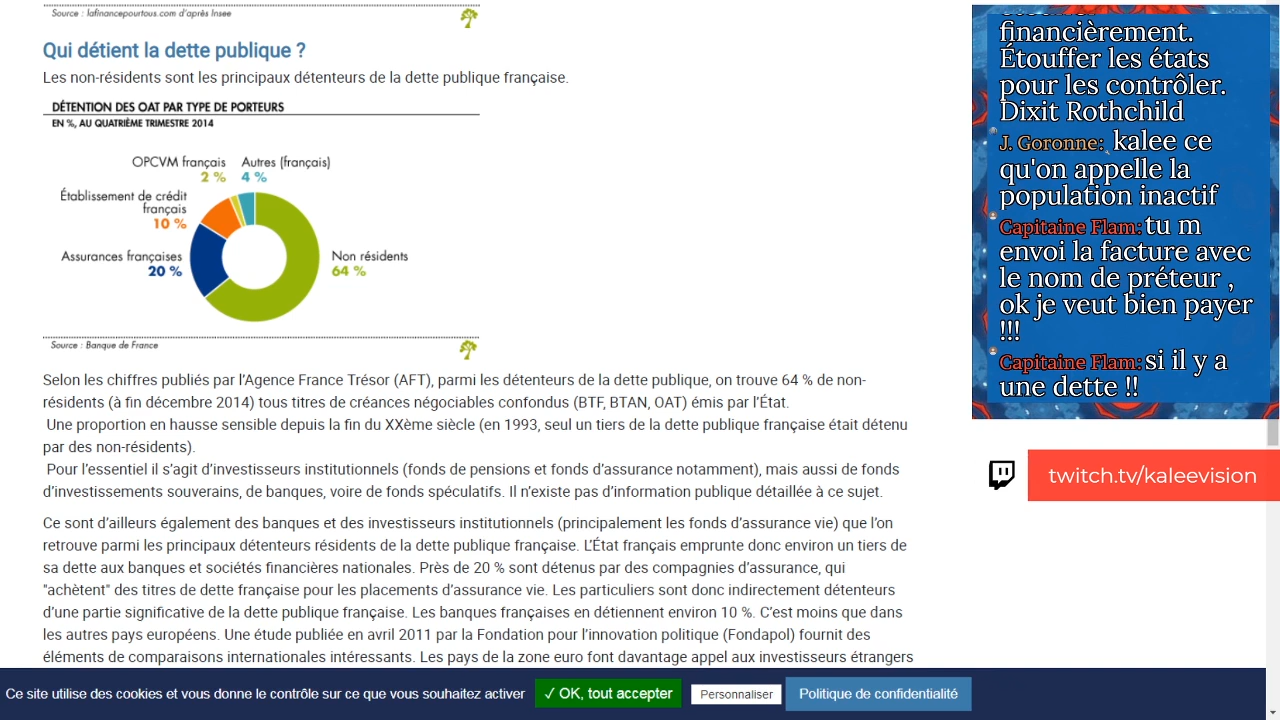 Source : lafinancepourtous.com d'après Insee
Qui détient la dette publique ?
Les non-résidents sont les principaux détenteurs de la dette publique française.
DÉTENTION DES OAT PAR TYPE DE PORTEURS
EN %, AU QUATRIÈME TRIMESTRE 2014
OPCVM français
2 %
Autres (français)
4 %
Établissement de crédit
français
10 %
Assurances françaises
20 %
Non résidents
64 %
Source : Banque de France
Selon les chiffres publiés par l'Agence France Trésor (AFT), parmi les détenteurs de la dette publique, on trouve 64 % de non-
résidents (à fin décembre 2014) tous titres de créances négociables confondus (BTF, BTAN, OAT) émis par l'État.
Une proportion en hausse sensible depuis la fin du XXème siècle (en 1993, seul un tiers de la dette publique française était détenu
par des non-résidents).
Pour l'essentiel il s'agit d'investisseurs institutionnels (fonds de pensions et fonds d'assurance notamment), mais aussi de fonds
d'investissements souverains, de banques, voire de fonds spéculatifs. Il n'existe pas d'information publique détaillée à ce sujet.
Ce sont d'ailleurs également des banques et des investisseurs institutionnels (principalement les fonds d'assurance vie) que l'on
retrouve parmi les principaux détenteurs résidents de la dette publique française. L'État français emprunte donc environ un tiers de
sa dette aux banques et sociétés financières nationales. Près de 20 % sont détenus par des compagnies d'assurance, qui
"achètent" des titres de dette française pour les placements d'assurance vie. Les particuliers sont donc indirectement détenteurs
d'une partie significative de la dette publique française. Les banques françaises en détiennent environ 10 %. C'est moins que dans
les autres pays européens. Une étude publiée en avril 2011 par la Fondation pour l'innovation politique (Fondapol) fournit des
éléments de comparaisons internationales intéressants. Les pays de la zone euro font davantage appel aux investisseurs étrangers
Ce site utilise des cookies et vous donne le contrôle sur ce que vous souhaitez activer
✓ OK, tout accepter
Personnaliser
Politique de confidentialité
financièrement.
Étouffer les états
pour les contrôler.
Dixit Rothchild
J. Goronne: kalee ce
qu'on appelle la
population inactif
Capitaine Flam: tu m
envoi la facture avec
le nom de préteur ,
ok je veut bien payer
!!!
Capitaine Flam: si il y a
une dette !!
twitch.tv/kaleevision